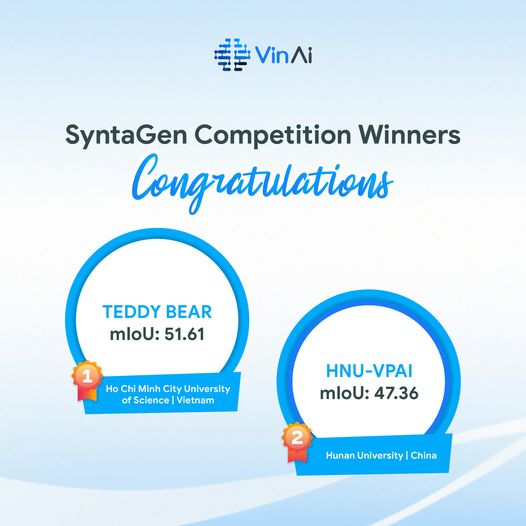 VinAi
SyntaGen Competition Winners
Congratulations
TEDDY BEAR
mIoU: 51.61
1
Ho Chi Minh City University
of Science | Vietnam
HNU-VPAI
mIoU: 47.36
2
Hunan University | China